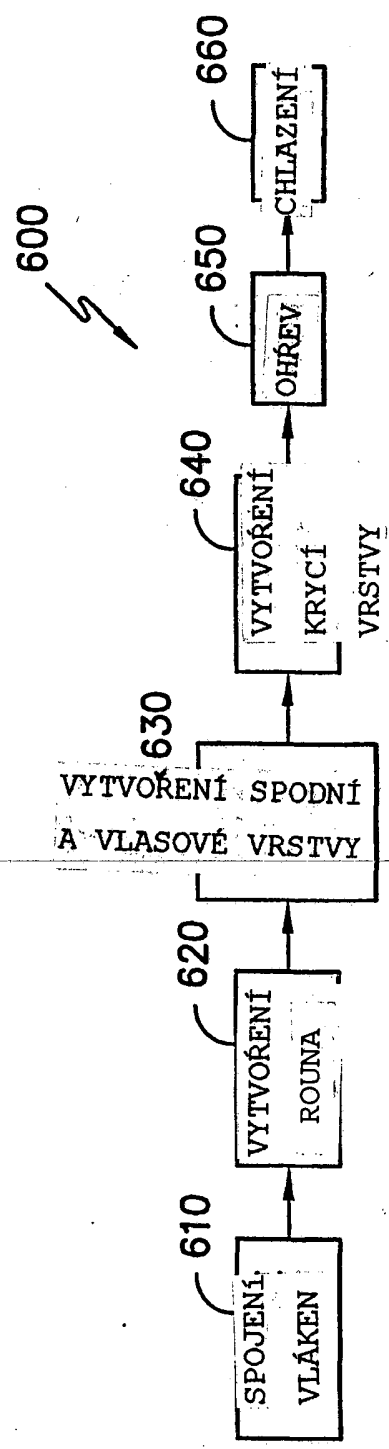 600
610
SPOJENÍ
VLÁKEN
620
VYTVOŘENÍ
ROUNA
630
VYTVOŘENÍ SPODNÍ
A VLASOVÉ VRSTVY
640
VYTVOŘENÍ
KRYCÍ
VRSTVY
650
OHŘEV
660
CHLAZENÍ